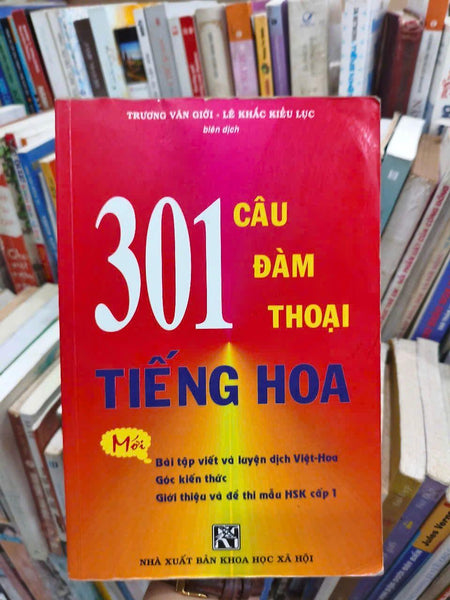 TRƯƠNG VĂN GIỚI - LÊ KHẮC KIỀU LỤC
biên dịch
301 CÂU
ĐÀM
THOẠI
TIẾNG HOA
Mới
Bài tập viết và luyện dịch Việt-Hoa
Góc kiến thức
Giới thiệu và đề thi mẫu HSK cấp 1
NHÀ XUẤT BẢN KHOA HỌC XÃ HỘI
Jules Verne